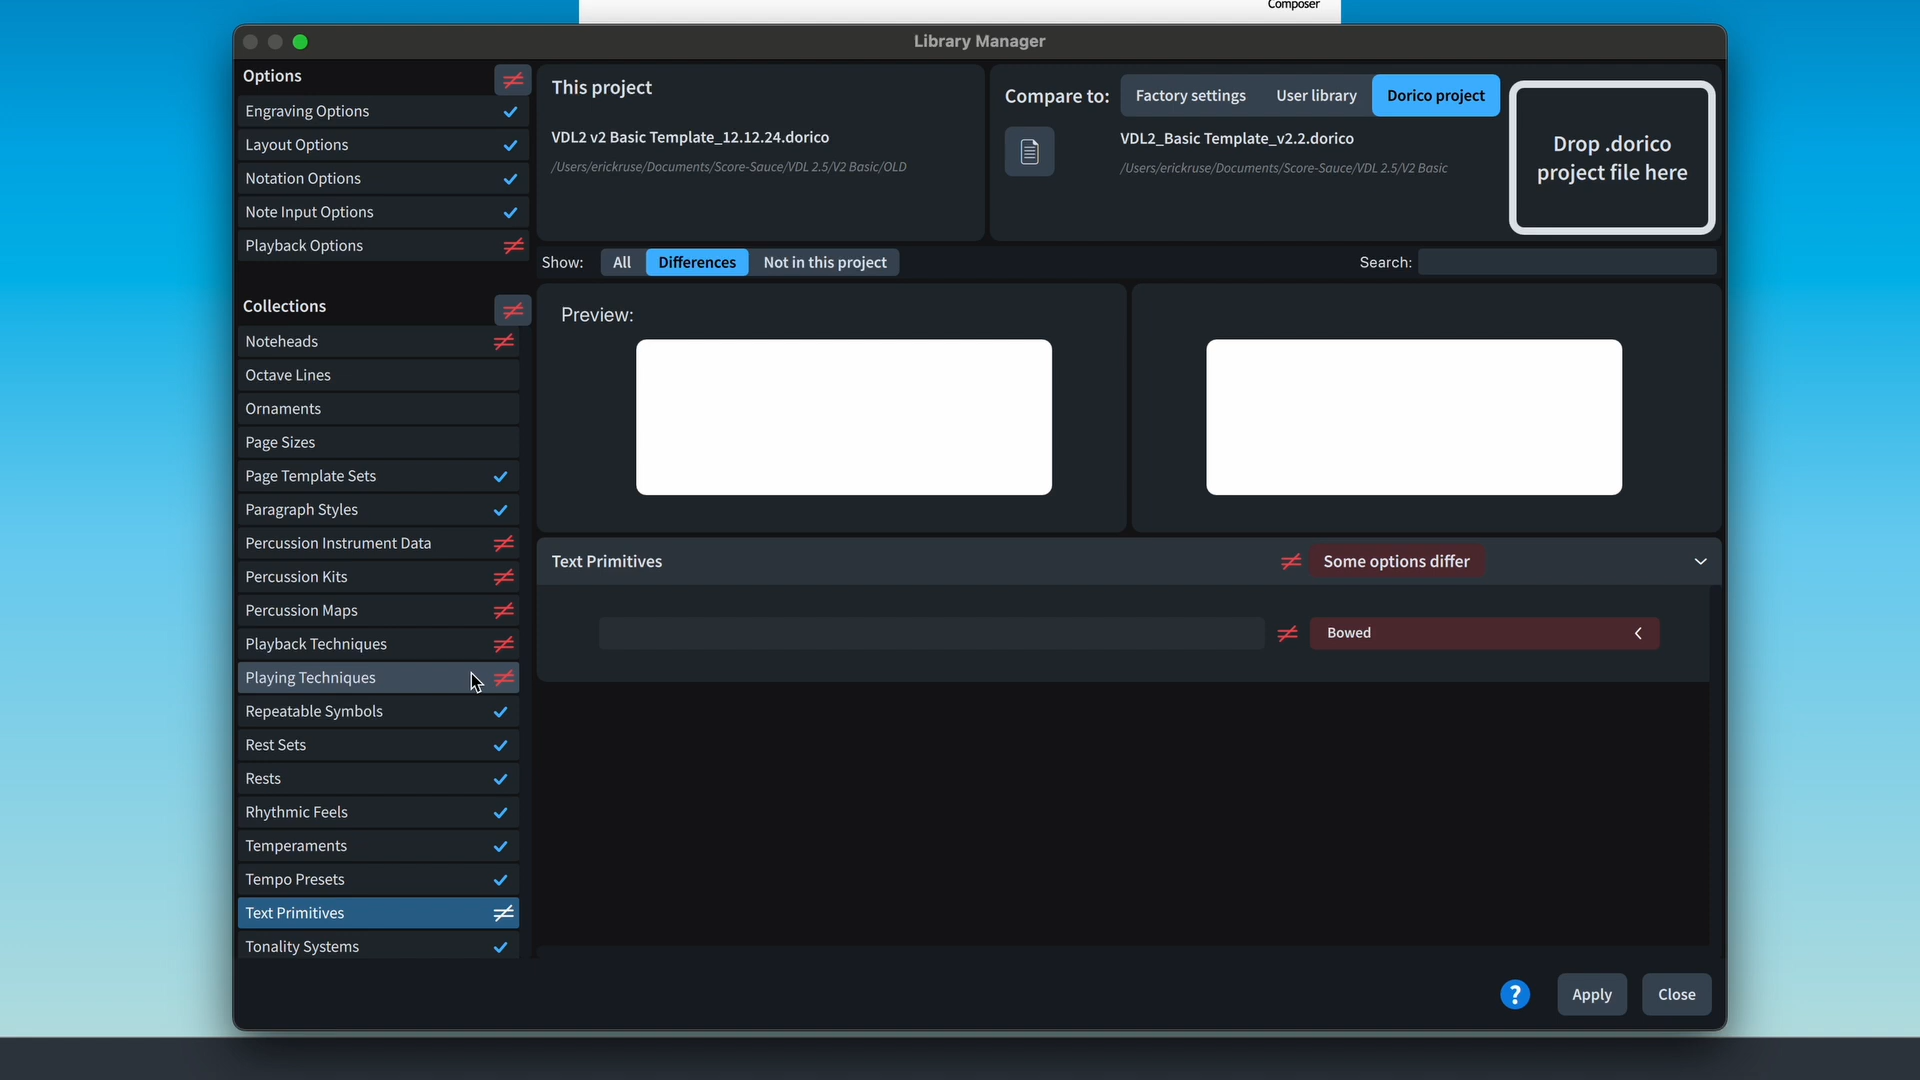 Composer
Library Manager
Options
Engraving Options
Layout Options
Notation Options
Note Input Options
Playback Options
Collections
Noteheads
Octave Lines
Ornaments
Page Sizes
Page Template Sets
Paragraph Styles
Percussion Instrument Data
Percussion Kits
Percussion Maps
Playback Techniques
Playing Techniques
Repeatable Symbols
Rest Sets
Rests
Rhythmic Feels
Temperaments
Tempo Presets
Text Primitives
Tonality Systems
This project
VDL2 v2 Basic Template_12.12.24.dorico
/Users/erickruse/Documents/Score-Sauce/VDL 2.5/V2 Basic/OLD
Compare to:
Factory settings
User library
Dorico project
VDL2_Basic Template_v2.2.dorico
/Users/erickruse/Documents/Score-Sauce/VDL 2.5/V2 Basic
Drop .dorico
project file here
Show:
All
Differences
Not in this project
Search:
Preview:
Text Primitives
Some options differ
Bowed
?
Apply
Close